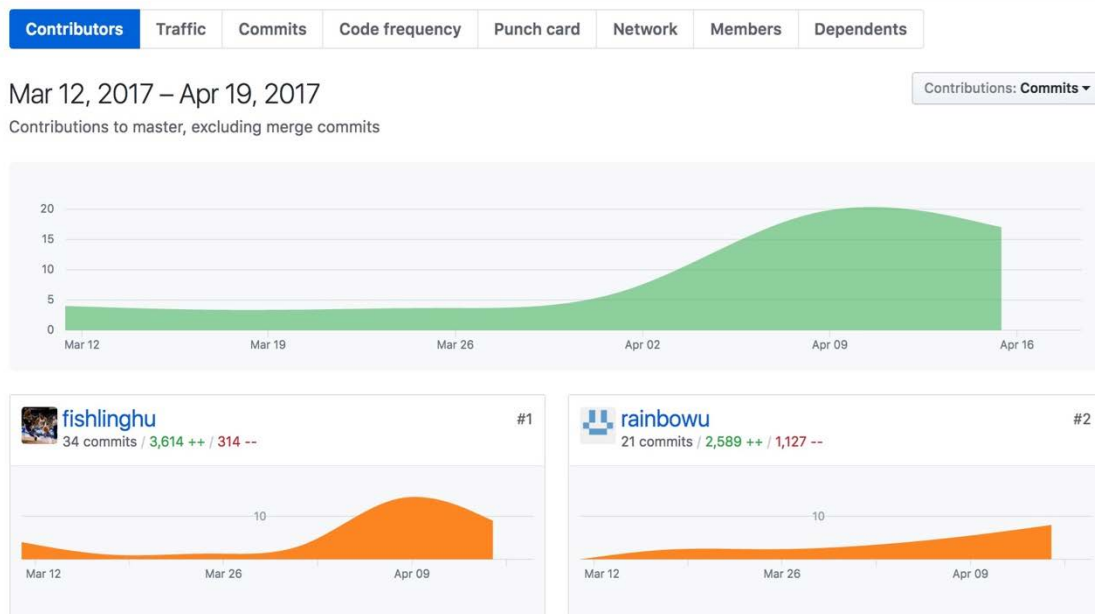 Contributors Traffic Commits Code frequency Punch card Network Members Dependents
Mar 12, 2017 – Apr 19, 2017
Contributions: Commits
Contributions to master, excluding merge commits
20
15
10
5
0
Mar 12 Mar 19 Mar 26 Apr 02 Apr 09 Apr 16
fishlinghu #1
34 commits / 3,614 ++ / 314 --
10
Mar 12 Mar 26 Apr 09
rainbowu #2
21 commits / 2,589 ++ / 1,127 --
10
Mar 12 Mar 26 Apr 09